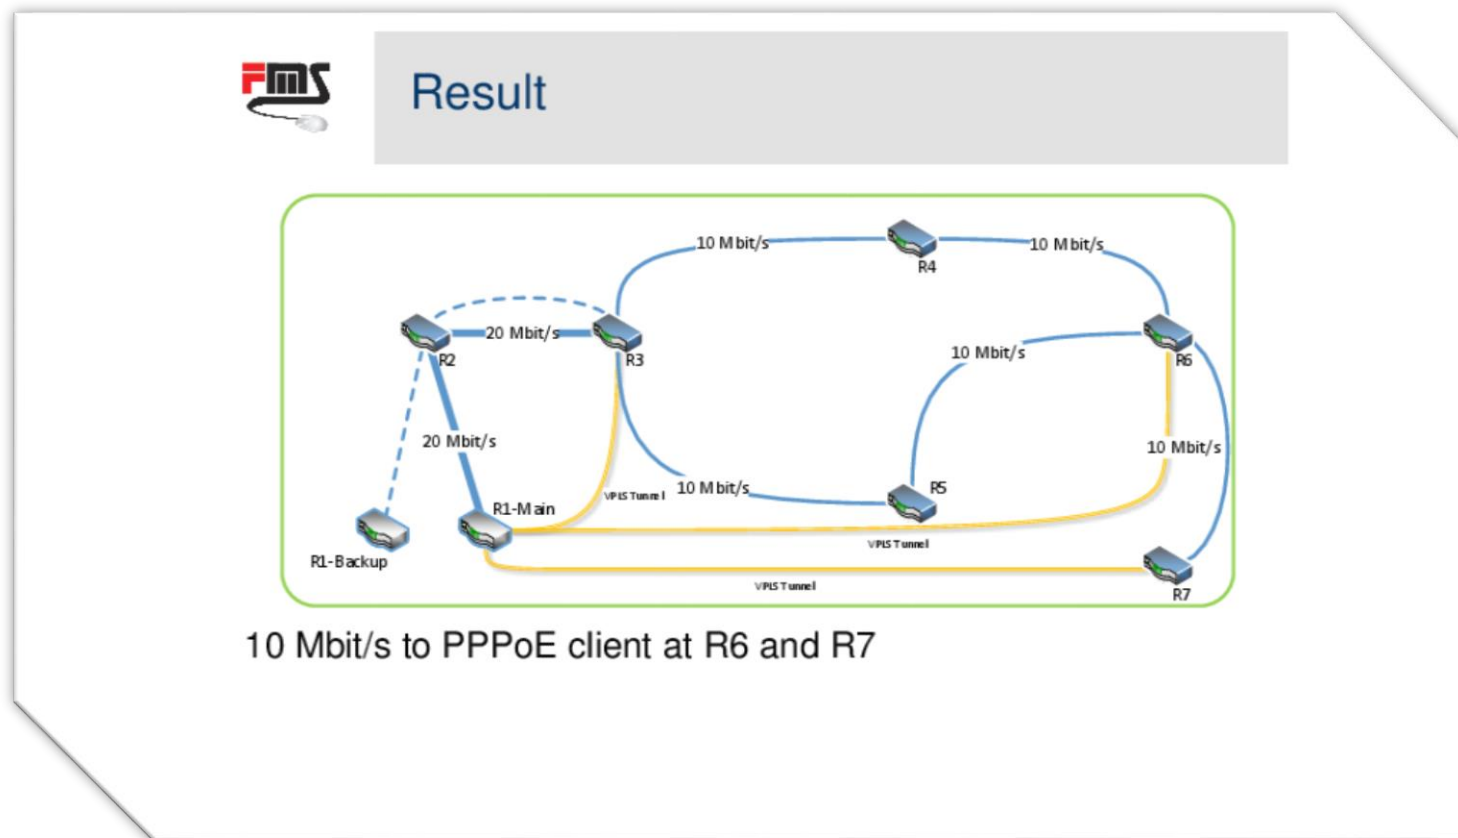 FMS
Result
10 Mbit/s
10 Mbit/s
R4
R2
20 Mbit/s
R3
10 Mbit/s
R6
20 Mbit/s
10 Mbit/s
VPLS Tunnel
10 Mbit/s
R5
R1-Main
R1-Backup
VPLS Tunnel
VPLS Tunnel
R7
10 Mbit/s to PPPoE client at R6 and R7